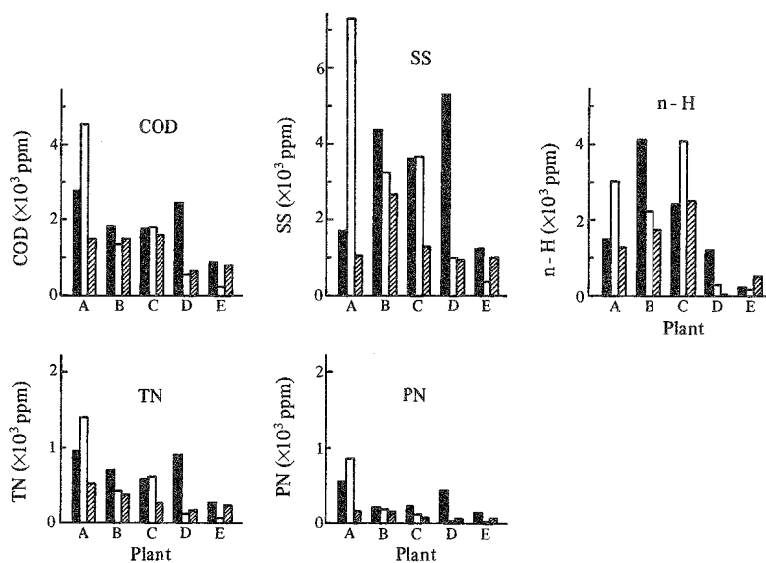 COD
COD (×10³ ppm)
4
2
0
A B C D E
SS
SS (×10³ ppm)
6
4
2
0
A B C D E
n - H
n - H (×10³ ppm)
4
2
0
A B C D E
Plant
TN
TN (×10³ ppm)
2
1
0
A B C D E
Plant
PN
PN (×10³ ppm)
2
1
0
A B C D E
Plant